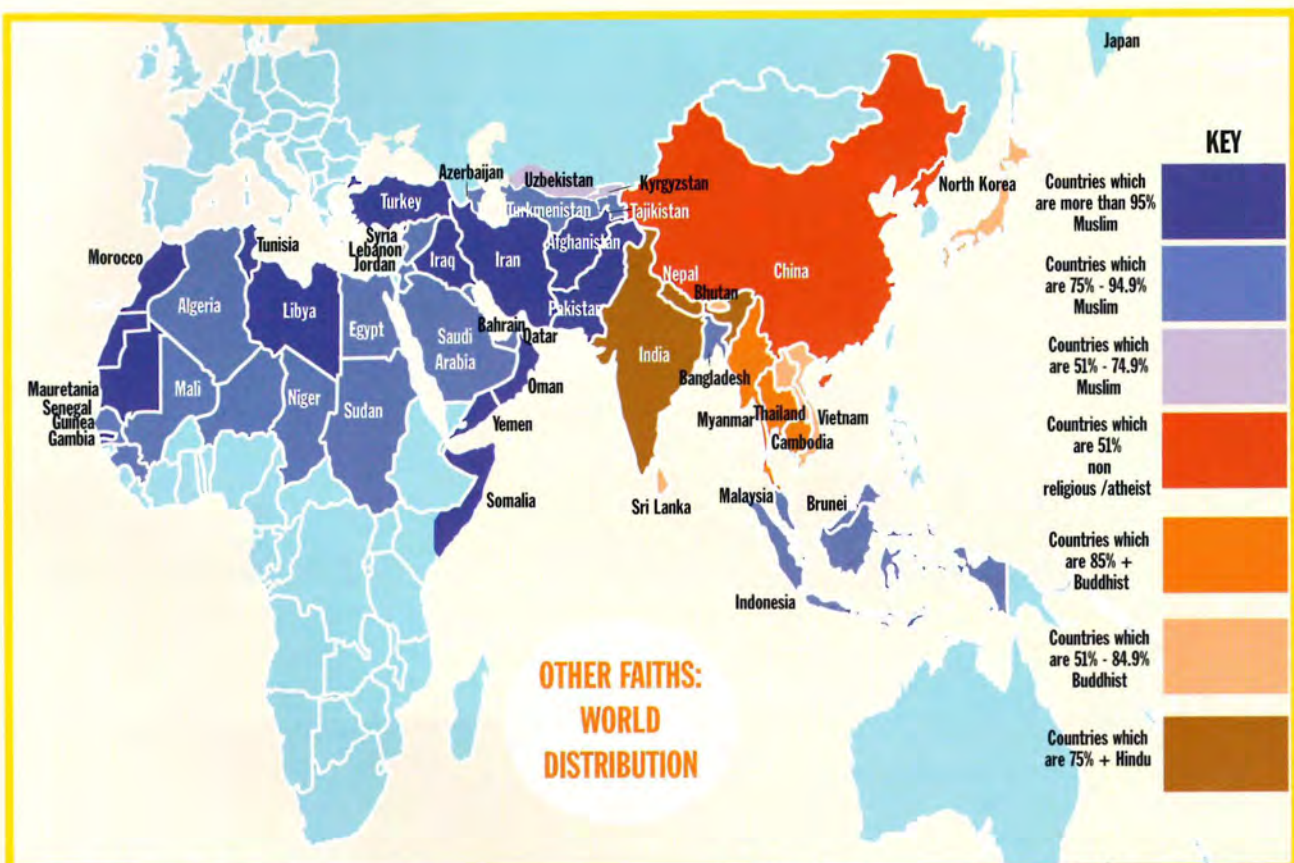 Japan
KEY
Azerbaijan
Uzbekistan
Kyrgyzstan
North Korea
Countries which
are more than 95%
Muslim
Turkey
Turkmenistan
Tajikistan
Syria
Lebanon
Jordan
Afghanistan
Morocco
Tunisia
Iraq
Iran
Nepal
China
Countries which
are 75% - 94.9%
Muslim
Algeria
Libya
Egypt
Bahrain
Qatar
Pakistan
Bhutan
Saudi
Arabia
India
Bangladesh
Countries which
are 51% - 74.9%
Muslim
Mauretania
Senegal
Guinea
Gambia
Mali
Niger
Sudan
Oman
Yemen
Myanmar
Thailand
Vietnam
Cambodia
Countries which
are 51%
non
religious /atheist
Somalia
Sri Lanka
Malaysia
Brunei
Countries which
are 85% +
Buddhist
Indonesia
Countries which
are 51% - 84.9%
Buddhist
OTHER FAITHS:
WORLD
DISTRIBUTION
Countries which
are 75% + Hindu